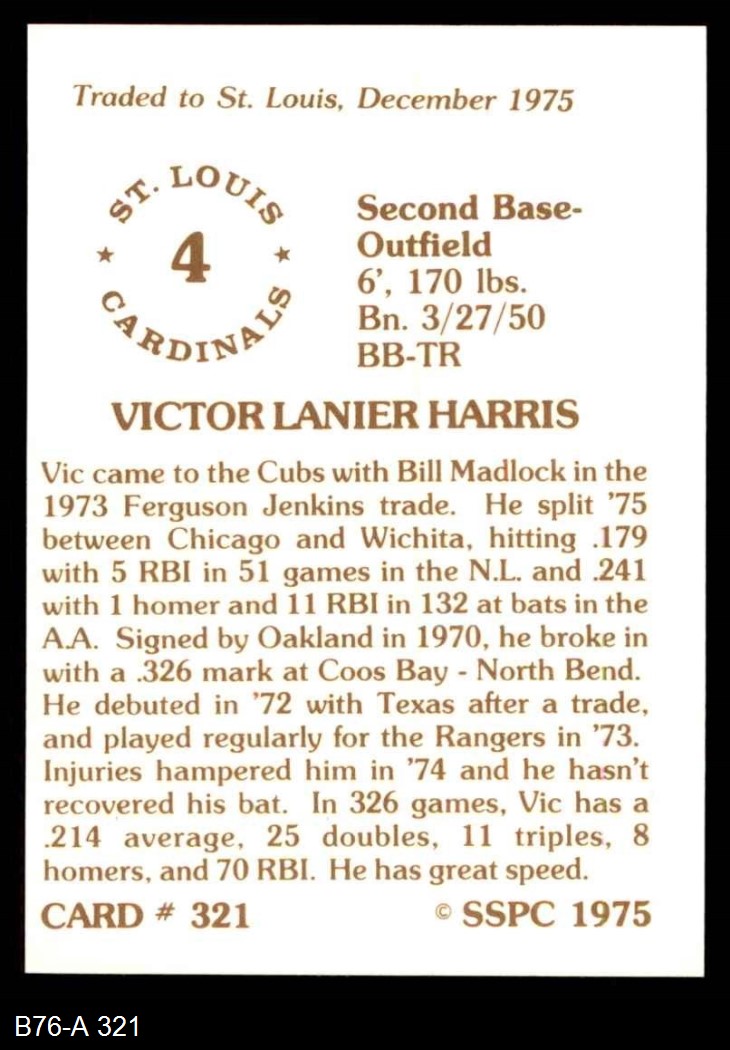 Traded to St. Louis, December 1975
ST. LOUIS
4
CARDINALS
Second Base-
Outfield
6', 170 lbs.
Bn. 3/27/50
BB-TR
VICTOR LANIER HARRIS
Vic came to the Cubs with Bill Madlock in the
1973 Ferguson Jenkins trade. He split '75
between Chicago and Wichita, hitting .179
with 5 RBI in 51 games in the N.L. and .241
with 1 homer and 11 RBI in 132 at bats in the
A.A. Signed by Oakland in 1970, he broke in
with a .326 mark at Coos Bay - North Bend.
He debuted in '72 with Texas after a trade,
and played regularly for the Rangers in '73.
Injuries hampered him in '74 and he hasn't
recovered his bat. In 326 games, Vic has a
.214 average, 25 doubles, 11 triples, 8
homers, and 70 RBI. He has great speed.
CARD # 321
© SSPC 1975
B76-A 321